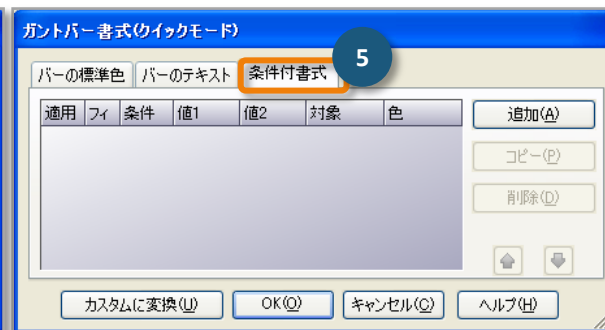 ガントバー書式(クイックモード)
バーの標準色 バーのテキスト 条件付書式
5
適用 フィ 条件 値1 値2 対象 色
追加(A)
コピー(P)
削除(D)
カスタムに変換(U) OK(O) キャンセル(C) ヘルプ(H)